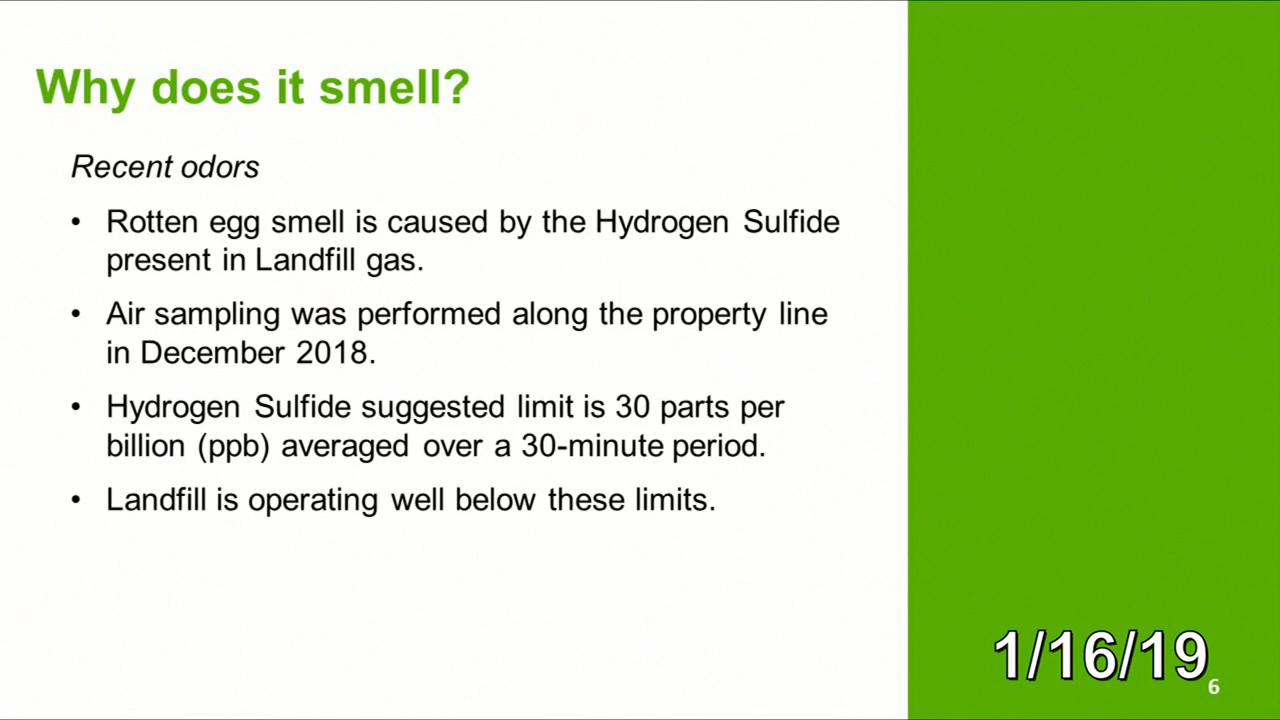 Why does it smell?
Recent odors
• Rotten egg smell is caused by the Hydrogen Sulfide
present in Landfill gas.
• Air sampling was performed along the property line
in December 2018.
• Hydrogen Sulfide suggested limit is 30 parts per
billion (ppb) averaged over a 30-minute period.
• Landfill is operating well below these limits.
1/16/19
6